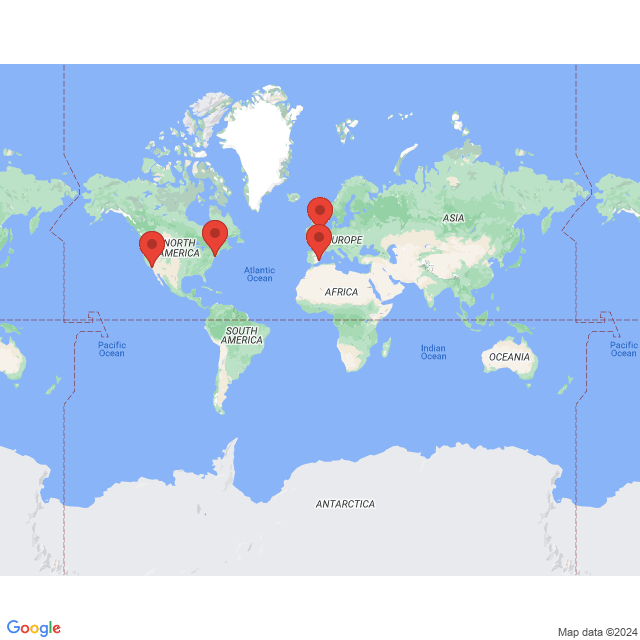 ASIA
NORTH
AMERICA
EUROPE
Atlantic
Ocean
AFRICA
SOUTH
AMERICA
Pacific
Ocean
Indian
Ocean
OCEANIA
Pacific
Ocean
ANTARCTICA
Google
Map data ©2024